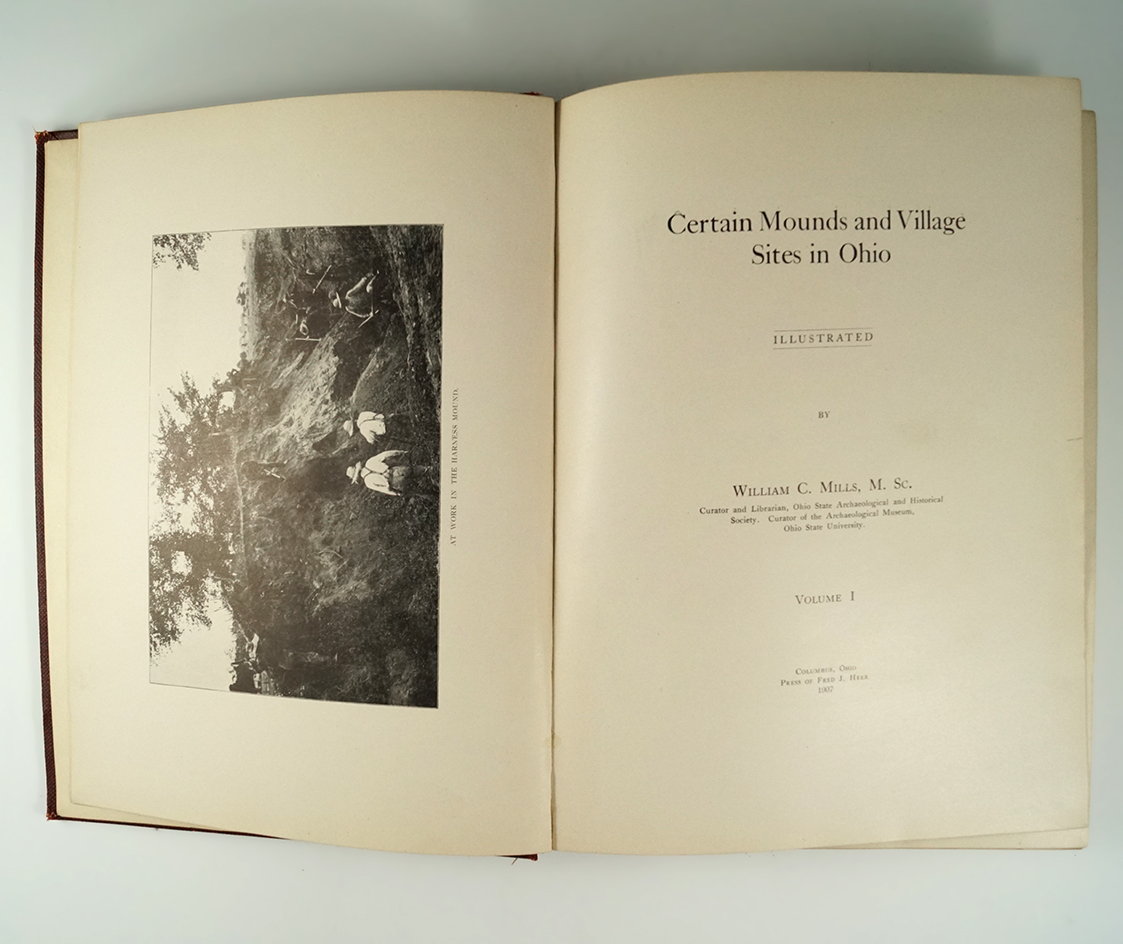 AT WORK IN THE HARNESS MOUND.
Certain Mounds and Village
Sites in Ohio
ILLUSTRATED
BY
WILLIAM C. MILLS, M. SC.
Curator and Librarian, Ohio State Archaeological and Historical
Society. Curator of the Archaeological Museum,
Ohio State University.
VOLUME I
COLUMBUS, OHIO
PRESS OF FRED J. HEER
1907